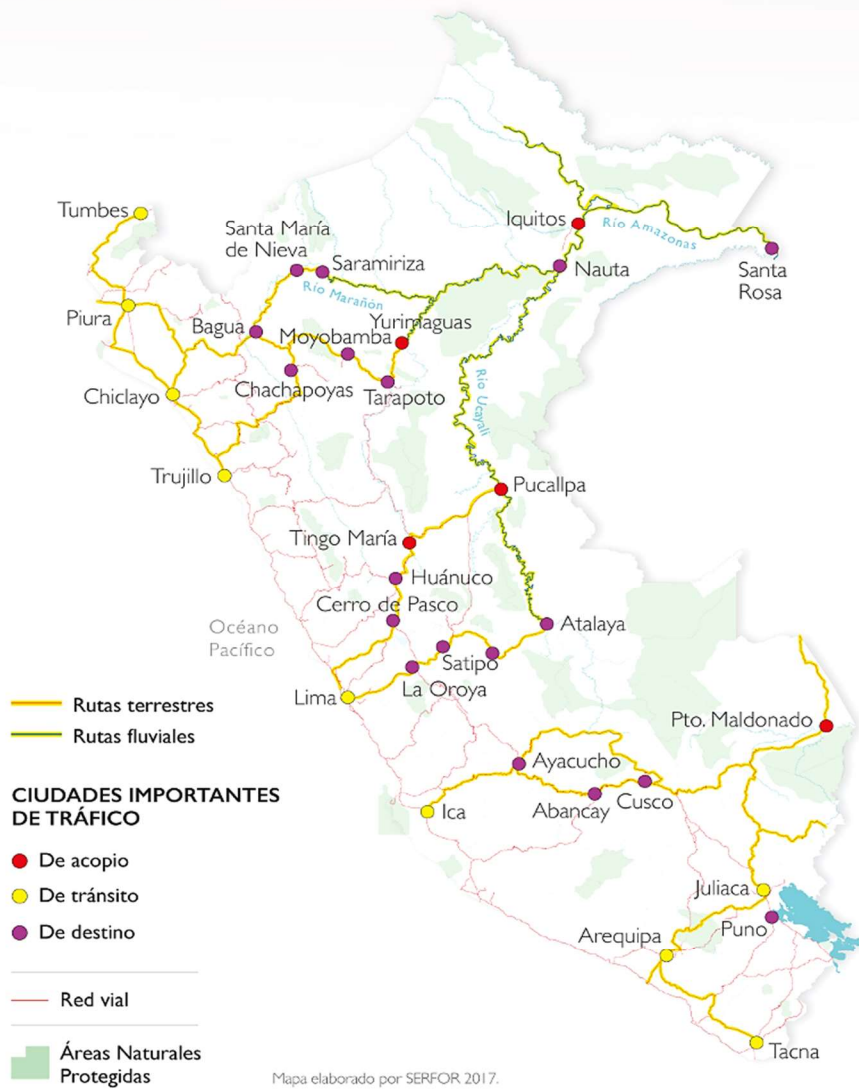 Tumbes
Santa María
de Nieva
Saramiriza
Iquitos
Río Amazonas
Nauta
Santa
Rosa
Piura
Río Marañón
Bagua
Moyobamba
Yurimaguas
Chachapoyas
Tarapoto
Chiclayo
Río Ucayali
Trujillo
Pucallpa
Tingo María
Huánuco
Cerro de Pasco
Océano
Pacífico
Atalaya
Satipo
La Oroya
Lima
Rutas terrestres
Rutas fluviales
Pto. Maldonado
Ayacucho
Cusco
Abancay
Ica
CIUDADES IMPORTANTES
DE TRÁFICO
De acopio
De tránsito
De destino
Juliaca
Puno
Arequipa
Red vial
Tacna
Áreas Naturales
Protegidas
Mapa elaborado por SERFOR 2017.